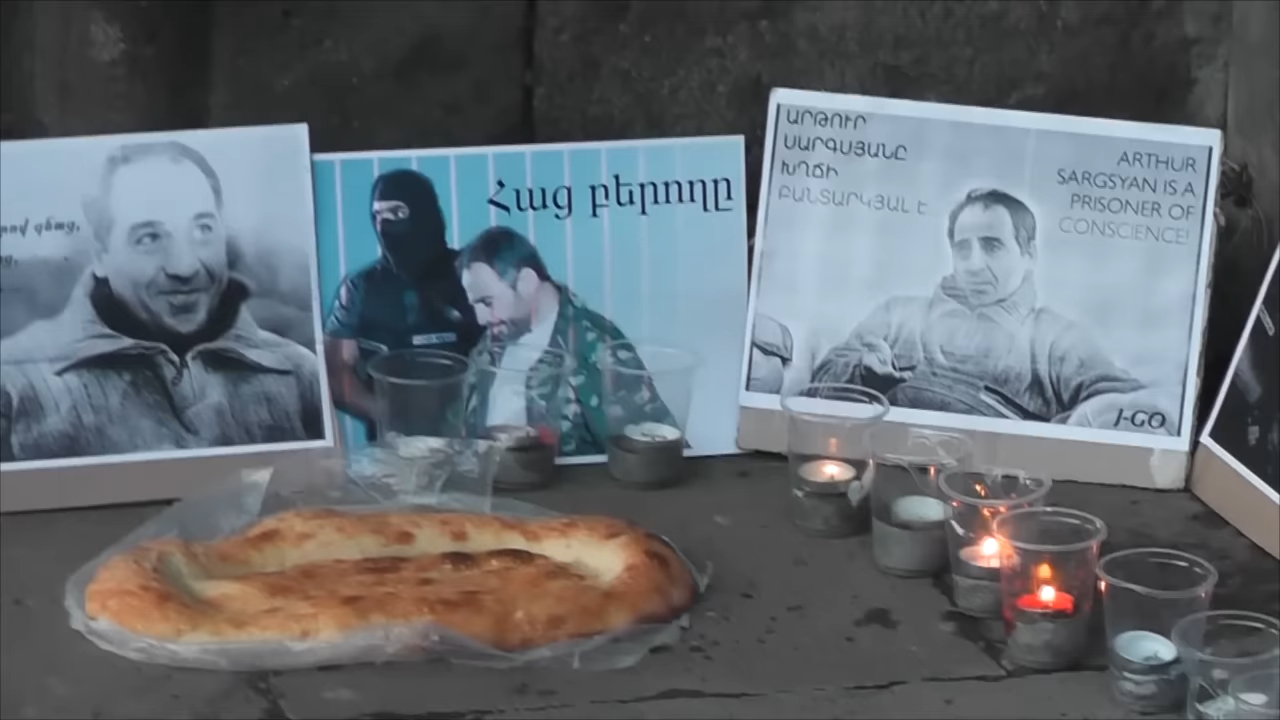 Հաց բերողը
ԱՐԹՈՒՐ
ՍԱՐԳՍՅԱՆԸ
ԽՂՃԻ
ԲԱՆՏԱՐԿՅԱԼ Է
ARTHUR
SARGSYAN IS A
PRISONER OF
CONSCIENCE!
J-GO